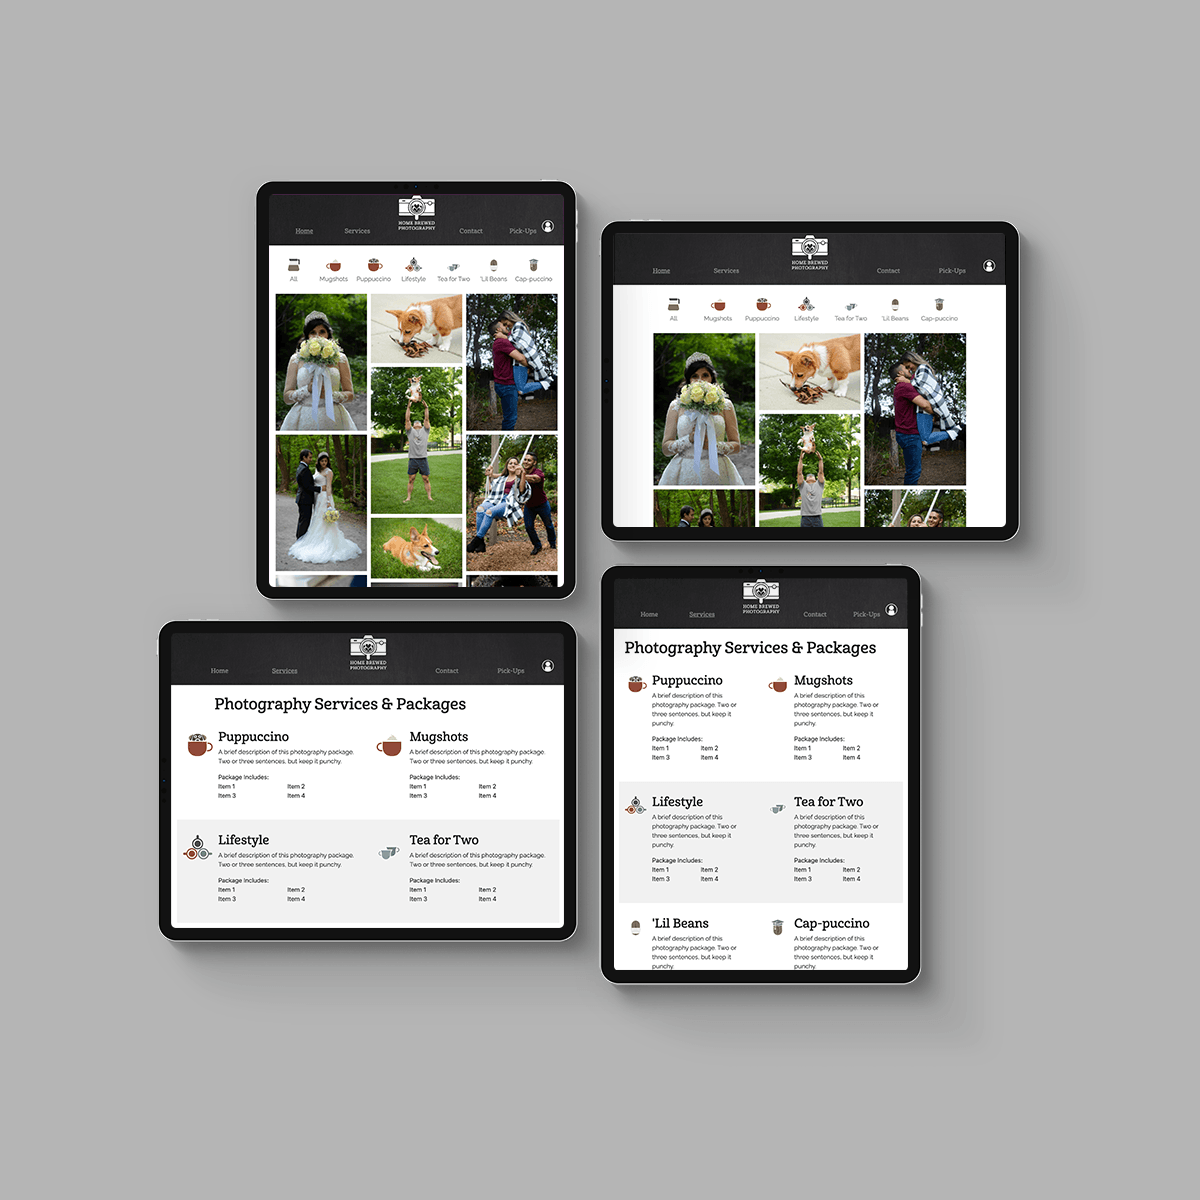 HOME BREWED
PHOTOGRAPHY
Home Services Contact Pick-Ups
All Mugshots Puppuccino Lifestyle Tea for Two 'Lil Beans Cap-puccino
HOME BREWED
PHOTOGRAPHY
Home Services Contact Pick-Ups
All Mugshots Puppuccino Lifestyle Tea for Two 'Lil Beans Cap-puccino
HOME BREWED
PHOTOGRAPHY
Home Services Contact Pick-Ups
Photography Services & Packages
Puppuccino
A brief description of this photography package.
Two or three sentences, but keep it punchy.
Package Includes:
Item 1 Item 2
Item 3 Item 4
Mugshots
A brief description of this photography package.
Two or three sentences, but keep it punchy.
Package Includes:
Item 1 Item 2
Item 3 Item 4
Lifestyle
A brief description of this photography package.
Two or three sentences, but keep it punchy.
Package Includes:
Item 1 Item 2
Item 3 Item 4
Tea for Two
A brief description of this photography package.
Two or three sentences, but keep it punchy.
Package Includes:
Item 1 Item 2
Item 3 Item 4
HOME BREWED
PHOTOGRAPHY
Home Services Contact Pick-Ups
Photography Services & Packages
Puppuccino
A brief description of this
photography package. Two or
three sentences, but keep it
punchy.
Package Includes:
Item 1 Item 2
Item 3 Item 4
Mugshots
A brief description of this
photography package. Two or
three sentences, but keep it
punchy.
Package Includes:
Item 1 Item 2
Item 3 Item 4
Lifestyle
A brief description of this
photography package. Two or
three sentences, but keep it
punchy.
Package Includes:
Item 1 Item 2
Item 3 Item 4
Tea for Two
A brief description of this
photography package. Two or
three sentences, but keep it
punchy.
Package Includes:
Item 1 Item 2
Item 3 Item 4
'Lil Beans
A brief description of this
photography package. Two or
three sentences, but keep it
punchy.
Cap-puccino
A brief description of this
photography package. Two or
three sentences, but keep it
punchy.